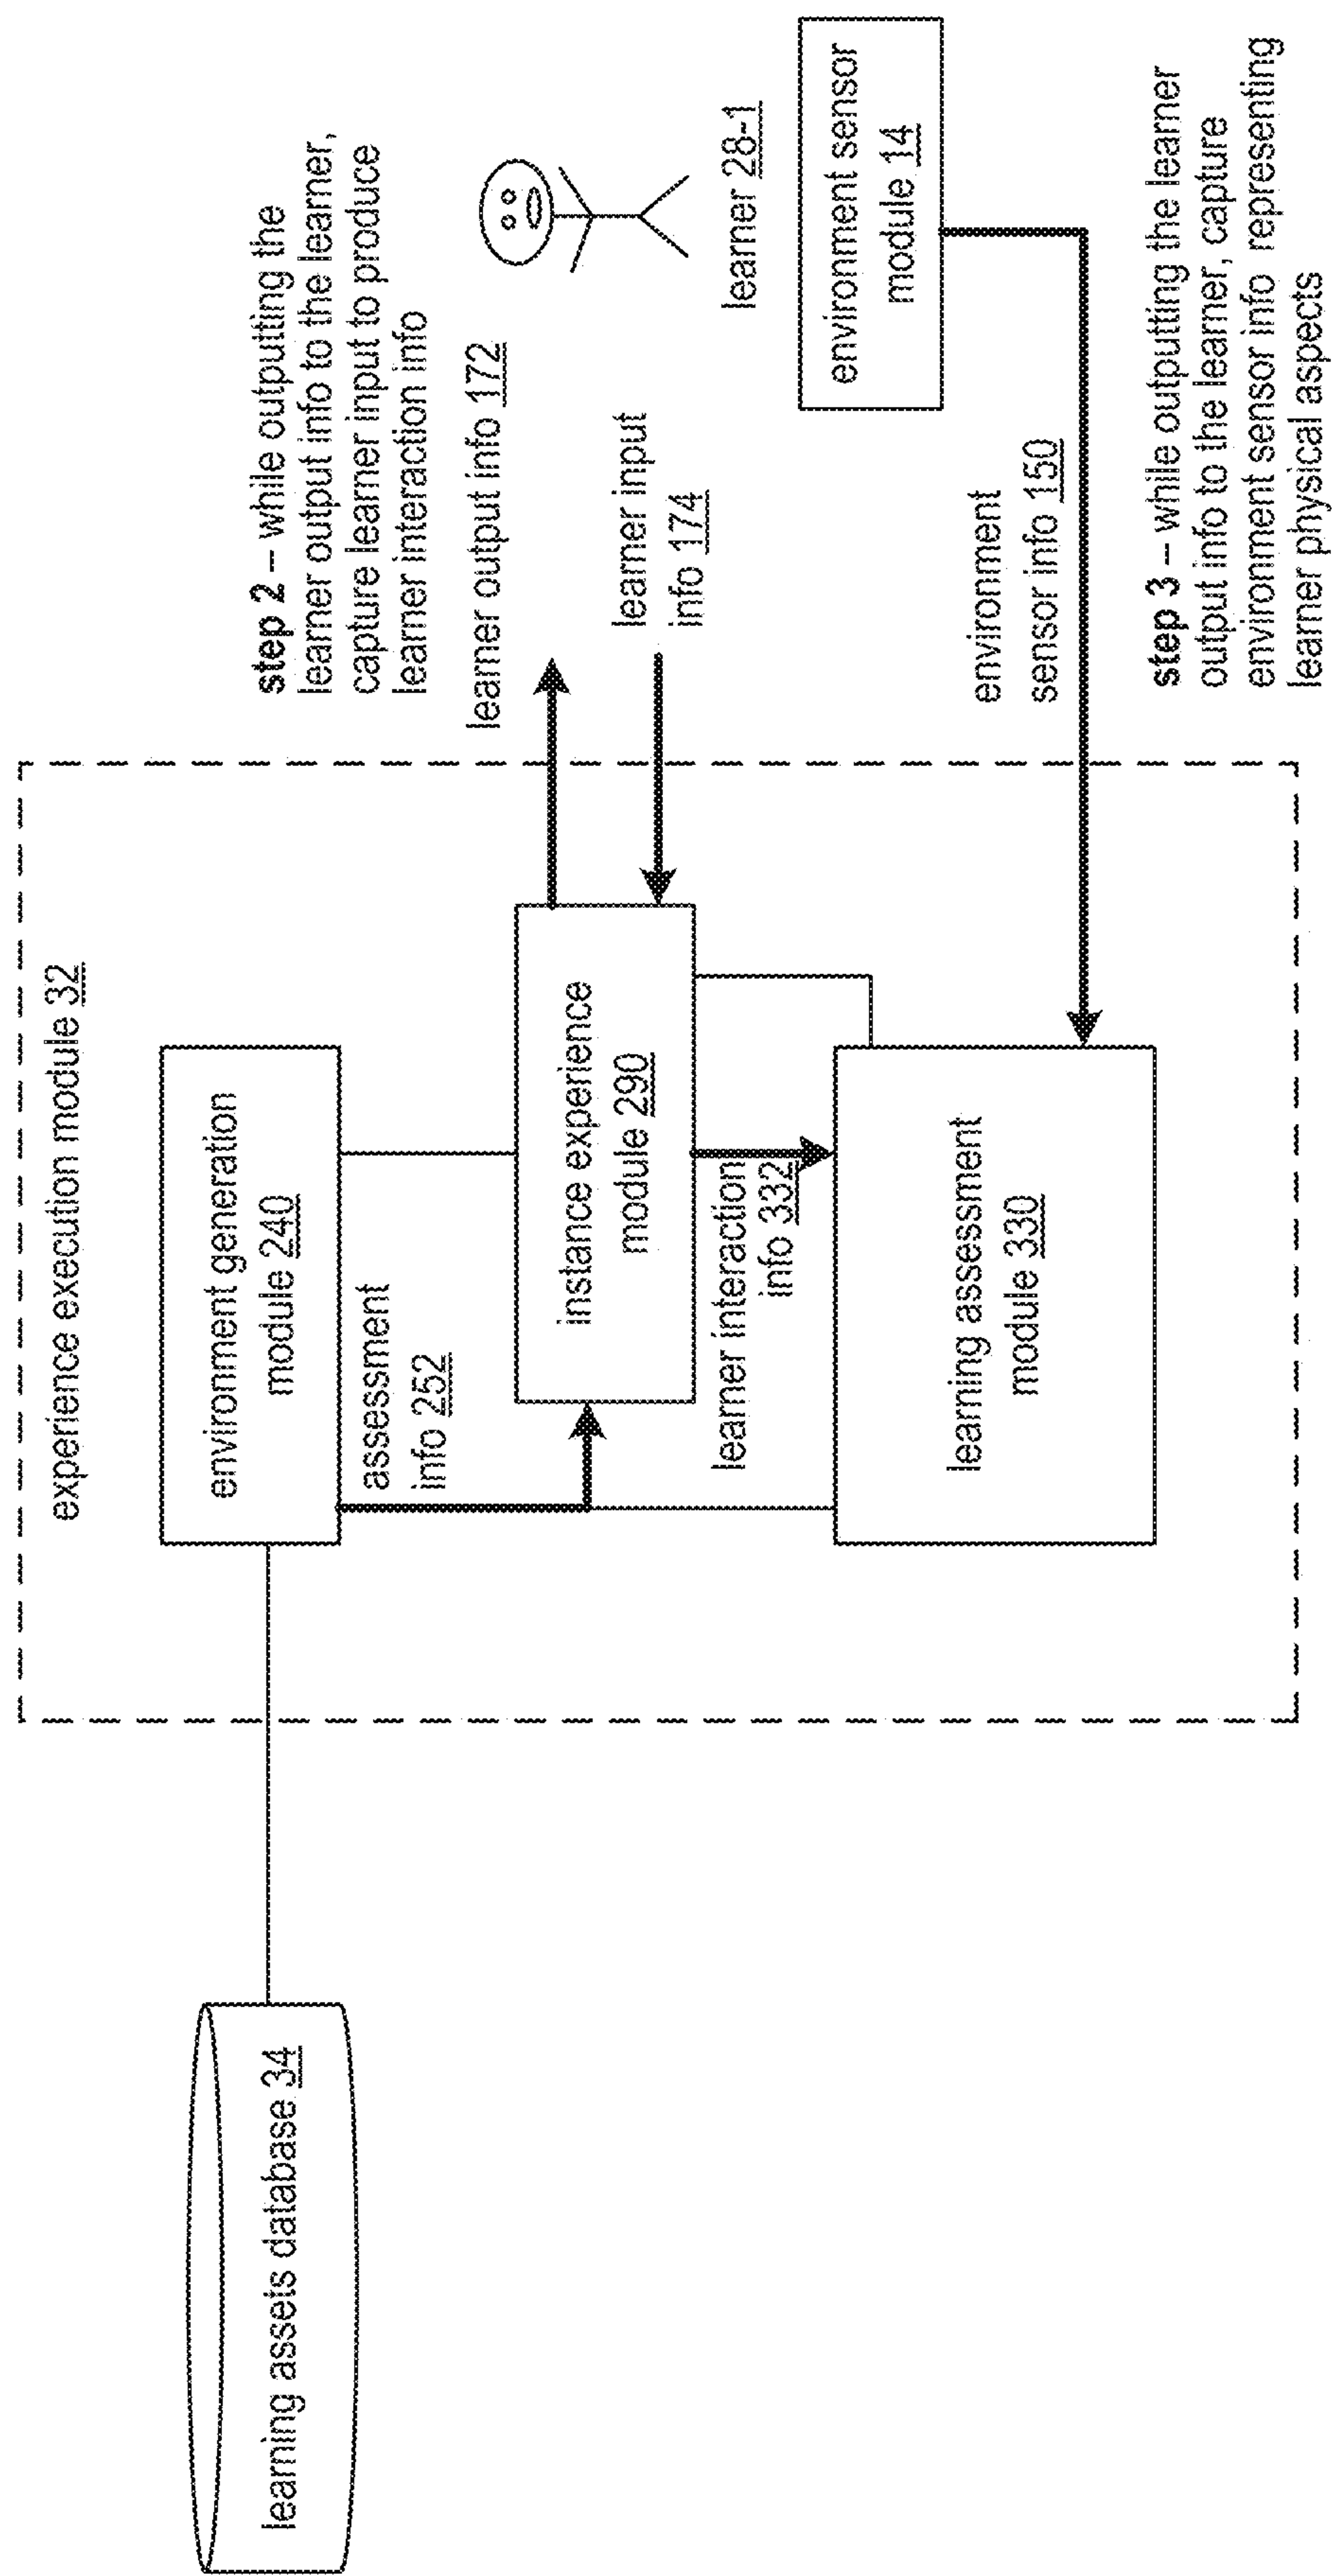 experience execution module 32
learning assets database 34
environment generation
module 240
assessment
info 252
instance experience
module 290
learner interaction
info 332
learning assessment
module 330
step 2 – while outputting the
learner output info to the learner,
capture learner input to produce
learner interaction info
learner output info 172
learner input
info 174
learner 28-1
environment sensor
module 14
environment
sensor info 150
step 3 – while outputting the learner
output info to the learner, capture
environment sensor info representing
learner physical aspects